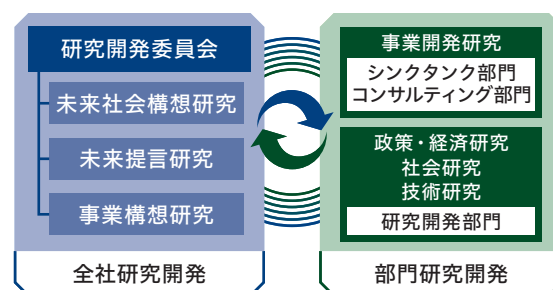 研究開発委員会
未来社会構想研究
未来提言研究
事業構想研究
全社研究開発
事業開発研究
シンクタンク部門
コンサルティング部門
政策・経済研究
社会研究
技術研究
研究開発部門
部門研究開発